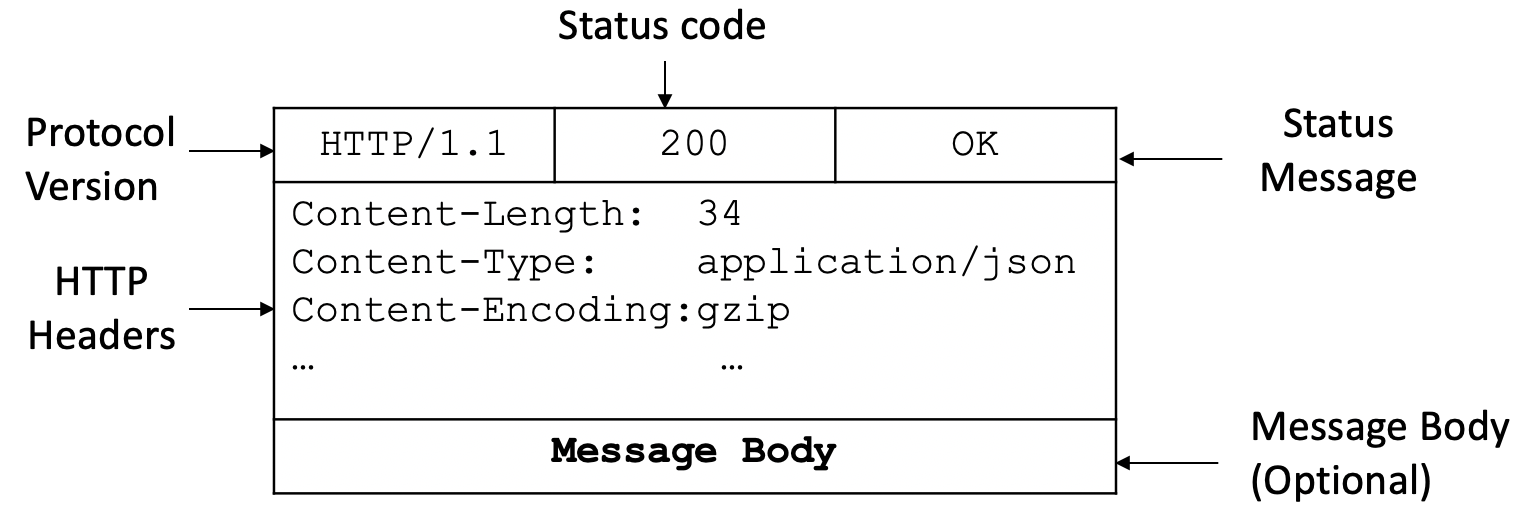 Status code
Protocol
Version
HTTP/1.1 200 OK
Status
Message
HTTP
Headers
Content-Length: 34
Content-Type: application/json
Content-Encoding:gzip
… …
Message Body
Message Body
(Optional)